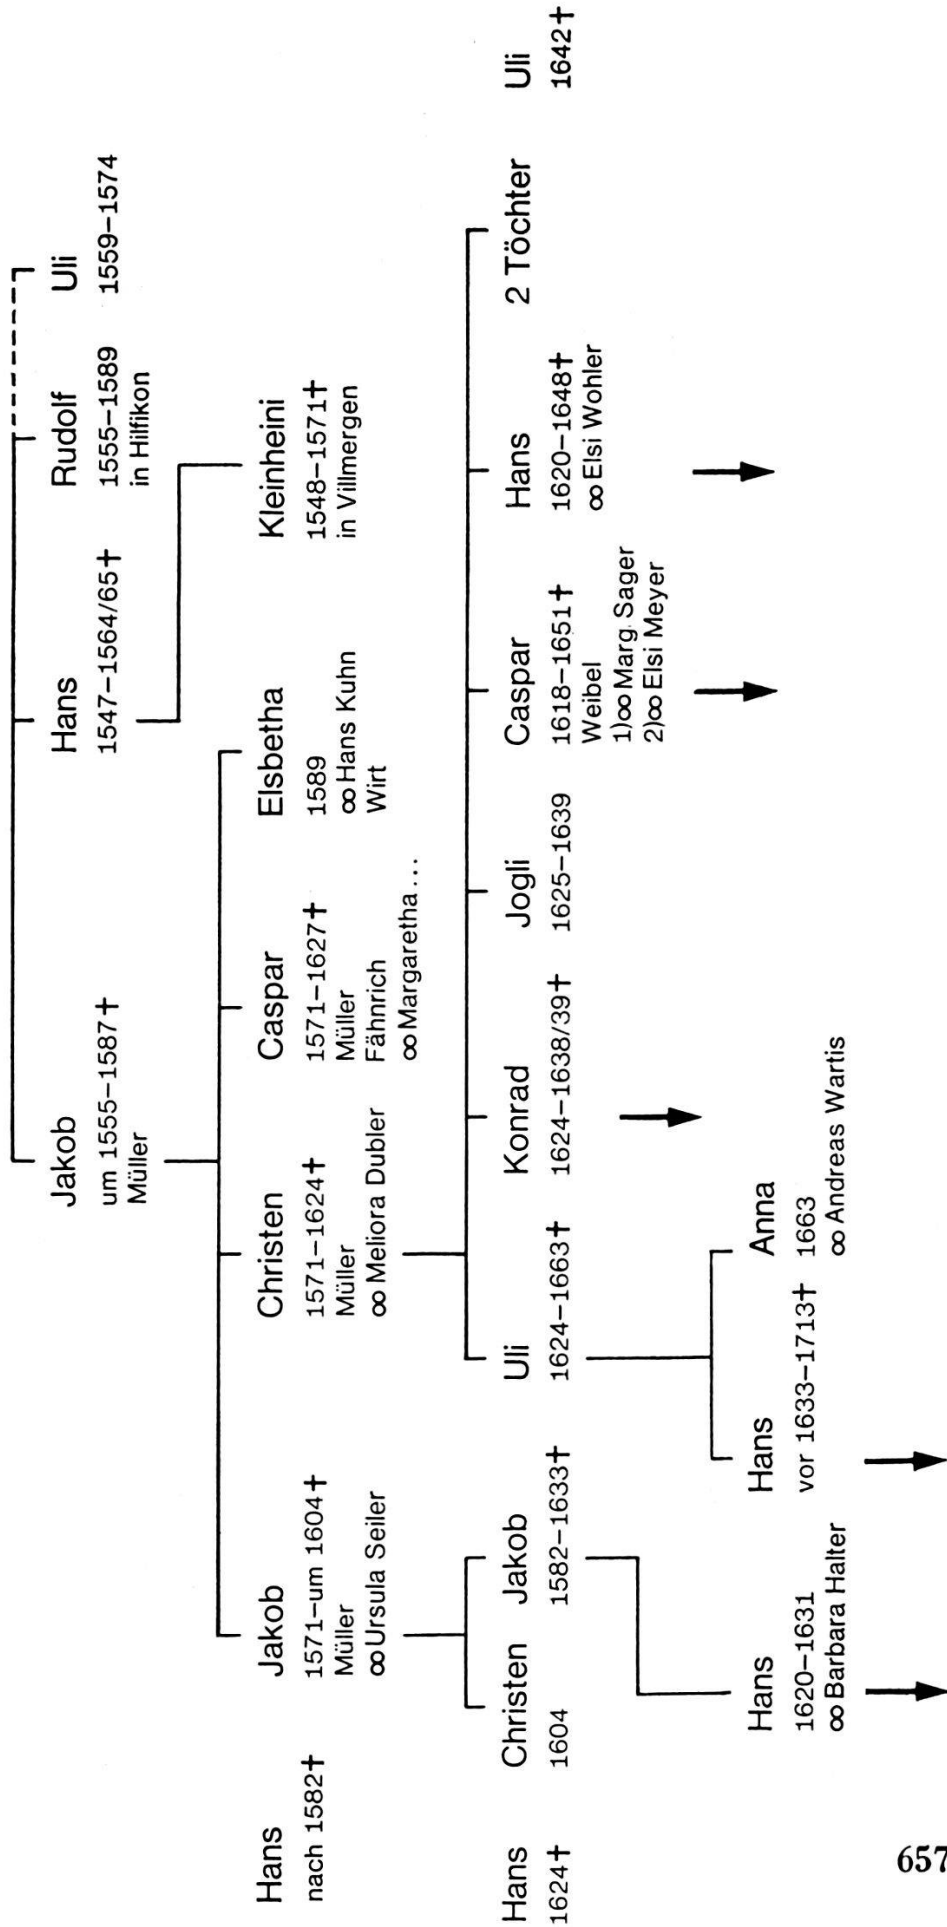 Jakob
um 1555–1587†
Müller
Hans
1547–1564/65†
Rudolf
1555–1589
in Hilfikon
Uli
1559–1574
Hans
nach 1582†
Jakob
1571–um 1604†
Müller
∞ Ursula Seiler
Christen
1571–1624†
Müller
∞ Meliora Dubler
Caspar
1571–1627†
Müller
Fähnrich
∞ Margaretha...
Elsbetha
1589
∞ Hans Kuhn
Wirt
Kleinheini
1548–1571†
in Villmergen
Hans
1624†
Christen
1604
Jakob
1582–1633†
Uli
1624–1663†
Konrad
1624–1638/39†
Jogli
1625–1639
Caspar
1618–1651†
Weibel
1)∞ Marg. Sager
2)∞ Elsi Meyer
Hans
1620–1648†
∞ Elsi Wohler
2 Töchter
Uli
1642†
Hans
1620–1631
∞ Barbara Halter
Hans
vor 1633–1713†
Anna
1663
∞ Andreas Wartis
657